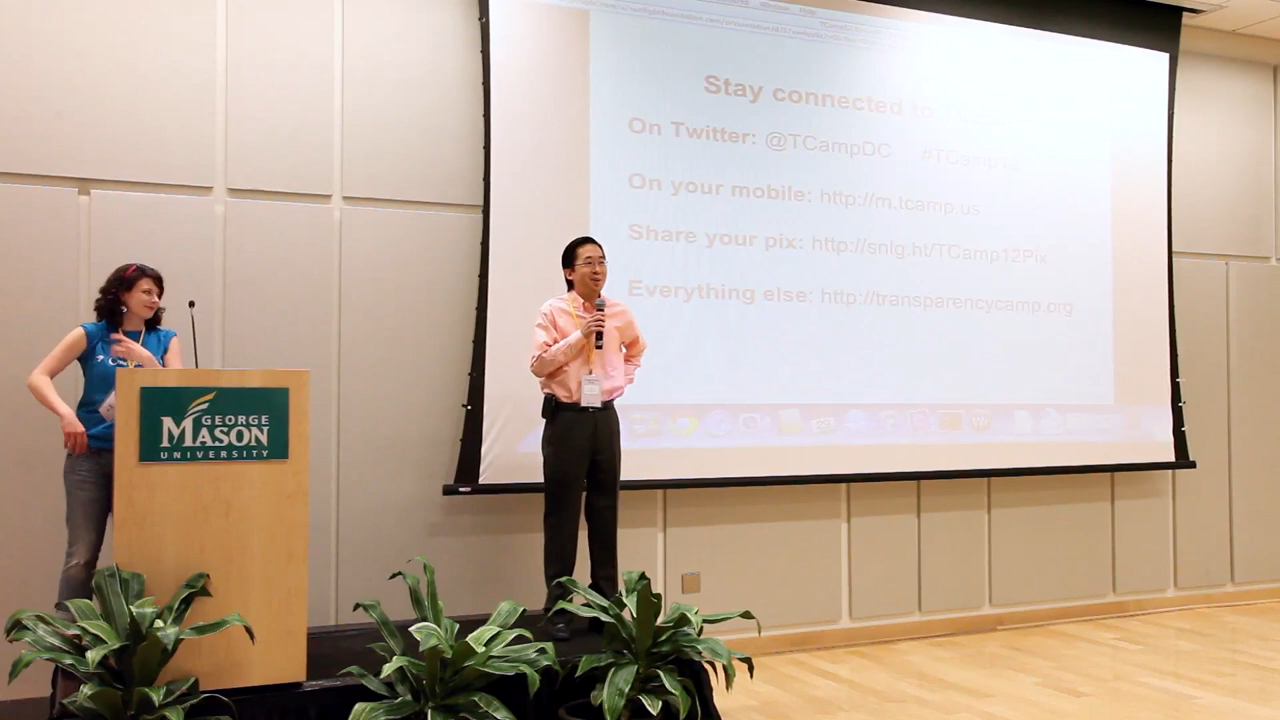 Stay connected to
On Twitter: @TCampDC
On your mobile: http://m.tcamp.us
Share your pix: http://snlg.ht/TCamp12Pix
Everything else: http://transparencycamp.org
GEORGE
MASON
UNIVERSITY